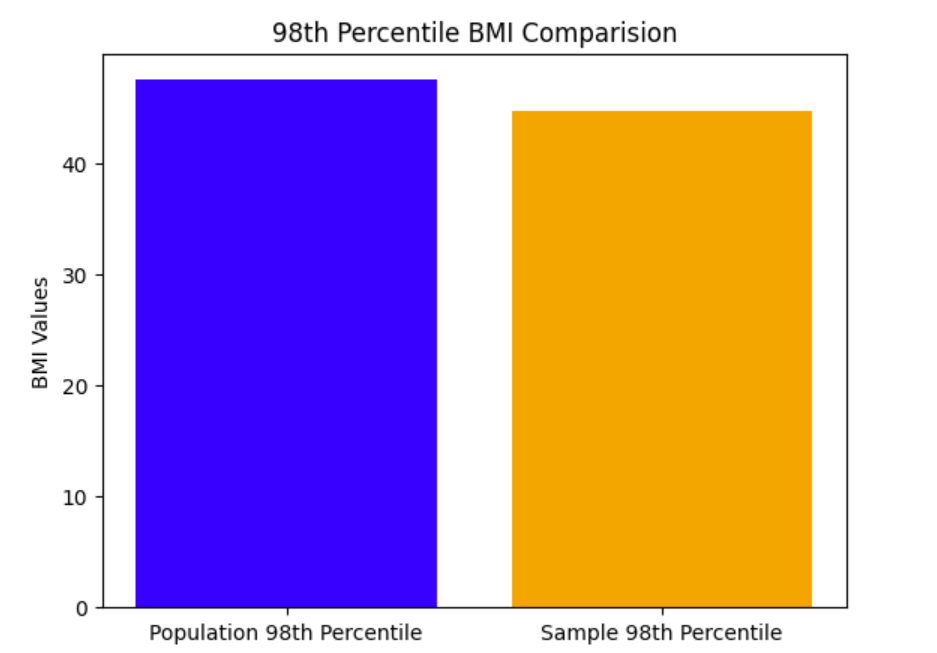 98th Percentile BMI Comparision
40
30
20
10
0
BMI Values
Population 98th Percentile
Sample 98th Percentile